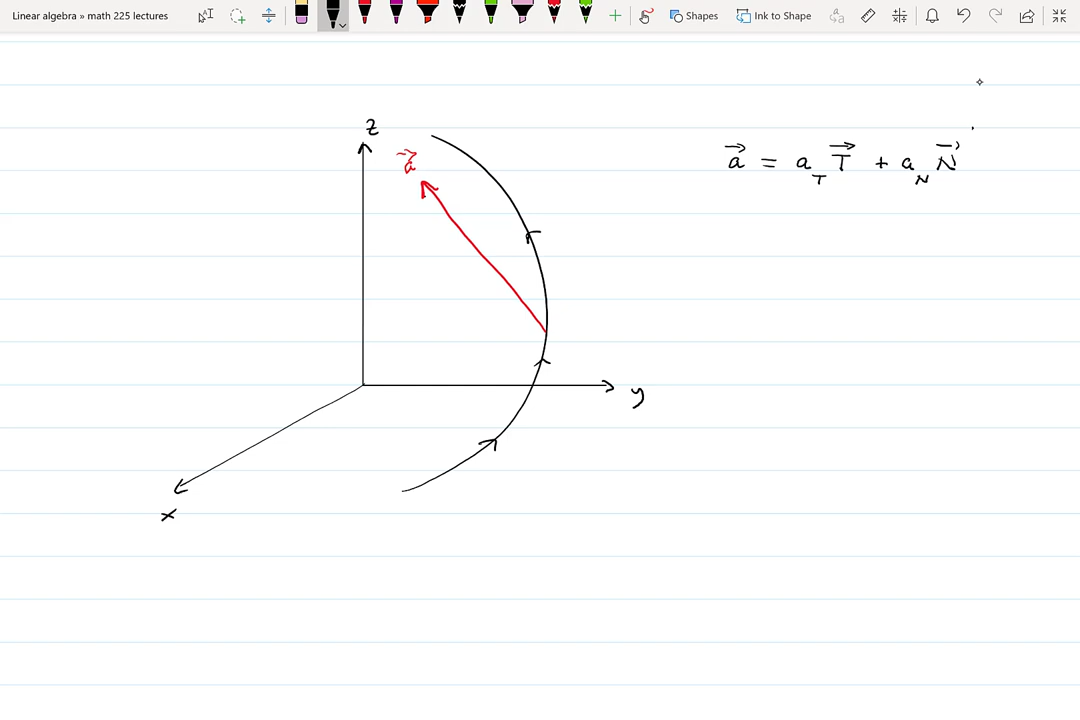 Linear algebra » math 225 lectures
Shapes
Ink to Shape
z
a⃗
a⃗ = a_T T⃗ + a_N N⃗
y
x